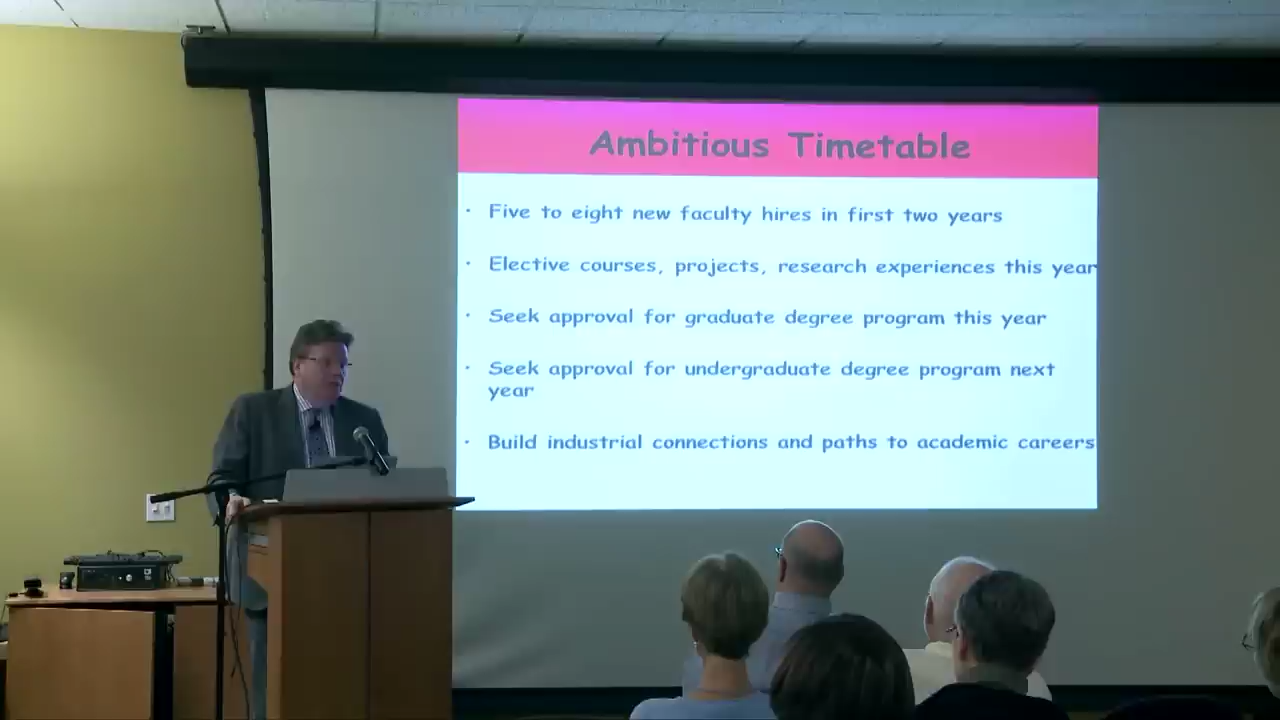 Ambitious Timetable
· Five to eight new faculty hires in first two years
· Elective courses, projects, research experiences this year
· Seek approval for graduate degree program this year
· Seek approval for undergraduate degree program next
year
· Build industrial connections and paths to academic careers